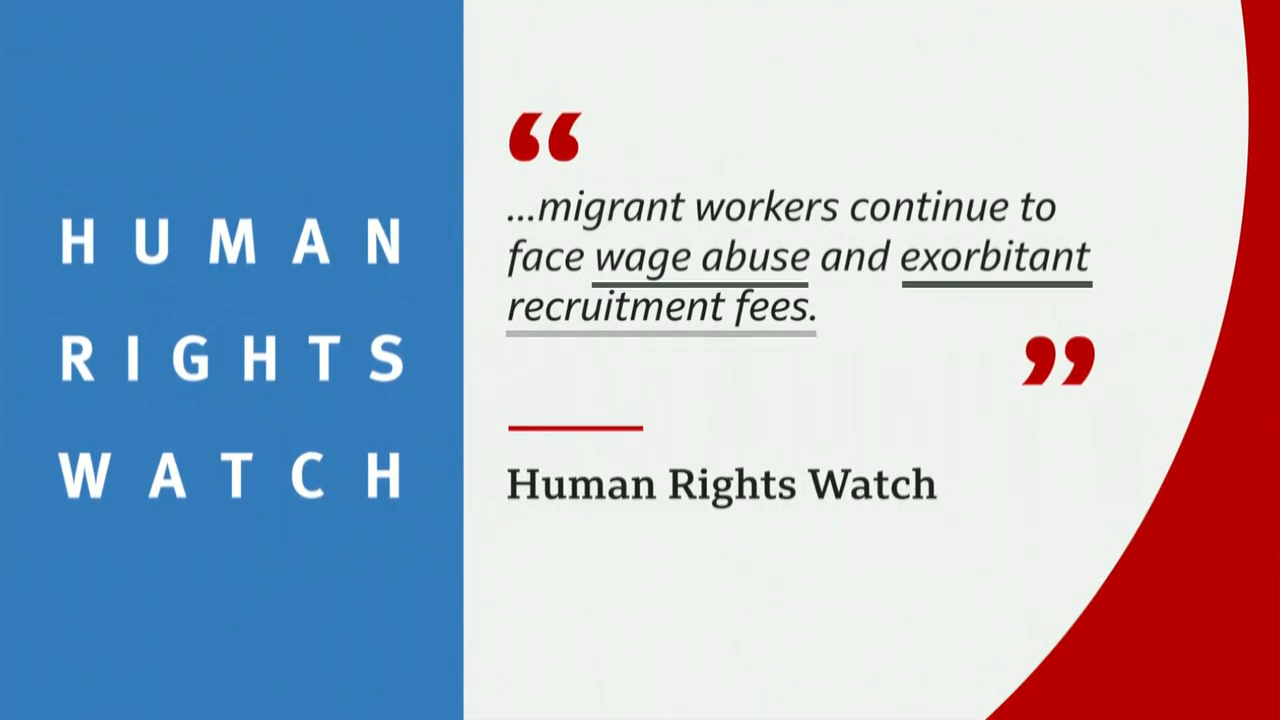 HUMAN
RIGHTS
WATCH
“
...migrant workers continue to
face wage abuse and exorbitant
recruitment fees.
”
Human Rights Watch